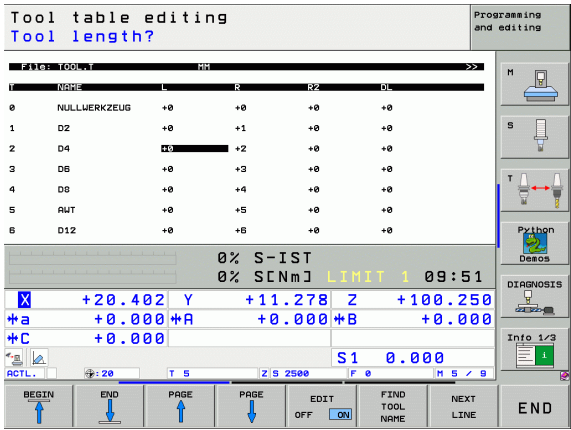 Tool table editing
Tool length?
Programming and editing
File: TOOL.T MM >>
T NAME L R R2 DL
0 NULLWERKZEUG +0 +0 +0 +0
1 D2 +0 +1 +0 +0
2 D4 +0 +2 +0 +0
3 D6 +0 +3 +0 +0
4 D8 +0 +4 +0 +0
5 AWT +0 +5 +0 +0
6 D12 +0 +6 +0 +0
M
S
T
Python Demos
DIAGNOSIS
Info 1/3
i
0% S-IST
0% S[Nm] LIMIT 1 09:51
X +20.402 Y +11.278 Z +100.250
a +0.000 A +0.000 B +0.000
C +0.000
S1 0.000
ACTL. :20 T 5 Z S 2500 F 0 M 5 / 9
BEGIN
END
PAGE
PAGE
EDIT
OFF ON
FIND
TOOL
NAME
NEXT
LINE
END